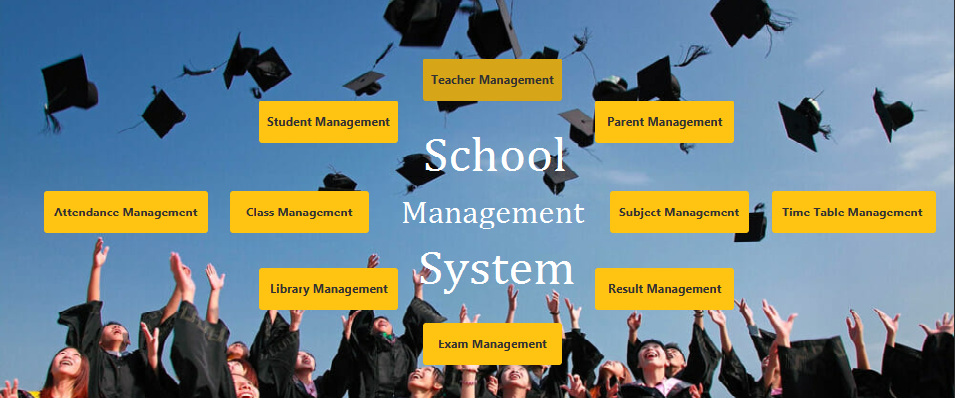 Teacher Management
Student Management
Parent Management
School
Management
System
Attendance Management
Class Management
Subject Management
Time Table Management
Library Management
Result Management
Exam Management